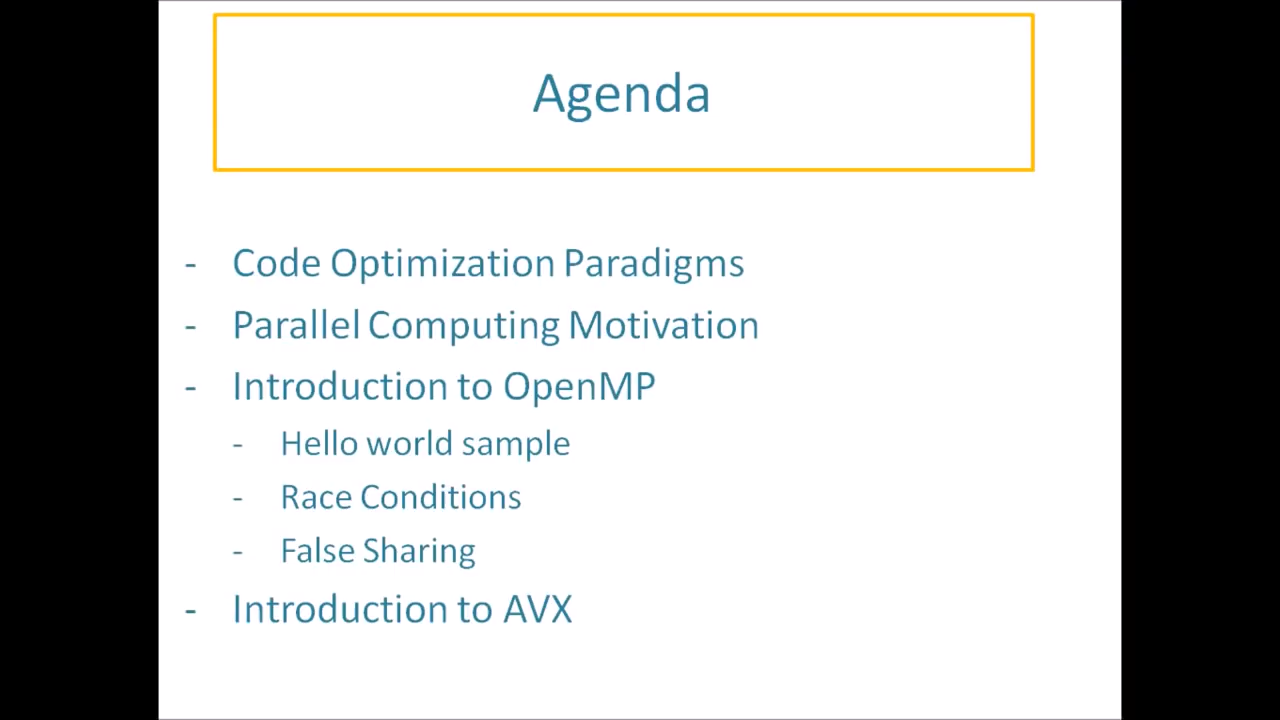 Agenda
- Code Optimization Paradigms
- Parallel Computing Motivation
- Introduction to OpenMP
- Hello world sample
- Race Conditions
- False Sharing
- Introduction to AVX